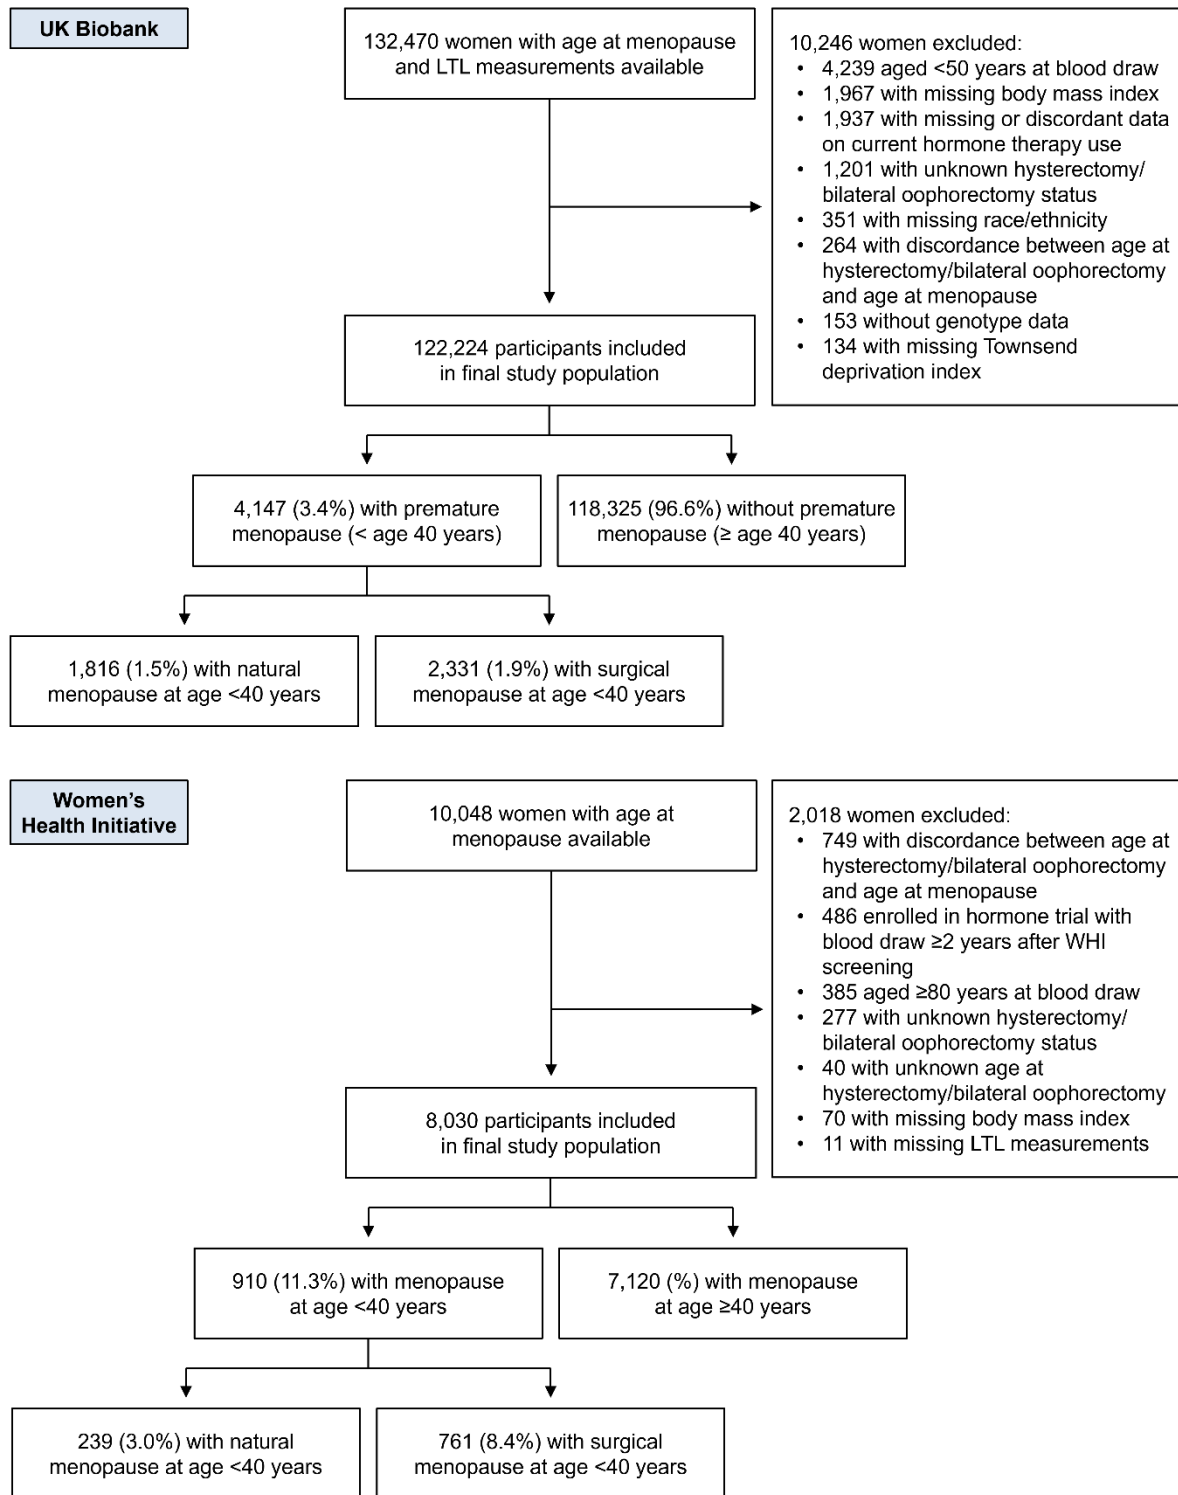 UK Biobank
132,470 women with age at menopause
and LTL measurements available
10,246 women excluded:
• 4,239 aged <50 years at blood draw
• 1,967 with missing body mass index
• 1,937 with missing or discordant data
on current hormone therapy use
• 1,201 with unknown hysterectomy/
bilateral oophorectomy status
• 351 with missing race/ethnicity
• 264 with discordance between age at
hysterectomy/bilateral oophorectomy
and age at menopause
• 153 without genotype data
• 134 with missing Townsend
deprivation index
122,224 participants included
in final study population
4,147 (3.4%) with premature
menopause (< age 40 years)
118,325 (96.6%) without premature
menopause (≥ age 40 years)
1,816 (1.5%) with natural
menopause at age <40 years
2,331 (1.9%) with surgical
menopause at age <40 years
Women's
Health Initiative
10,048 women with age at
menopause available
2,018 women excluded:
• 749 with discordance between age at
hysterectomy/bilateral oophorectomy
and age at menopause
• 486 enrolled in hormone trial with
blood draw ≥2 years after WHI
screening
• 385 aged ≥80 years at blood draw
• 277 with unknown hysterectomy/
bilateral oophorectomy status
• 40 with unknown age at
hysterectomy/bilateral oophorectomy
• 70 with missing body mass index
• 11 with missing LTL measurements
8,030 participants included
in final study population
910 (11.3%) with menopause
at age <40 years
7,120 (%) with menopause
at age ≥40 years
239 (3.0%) with natural
menopause at age <40 years
761 (8.4%) with surgical
menopause at age <40 years